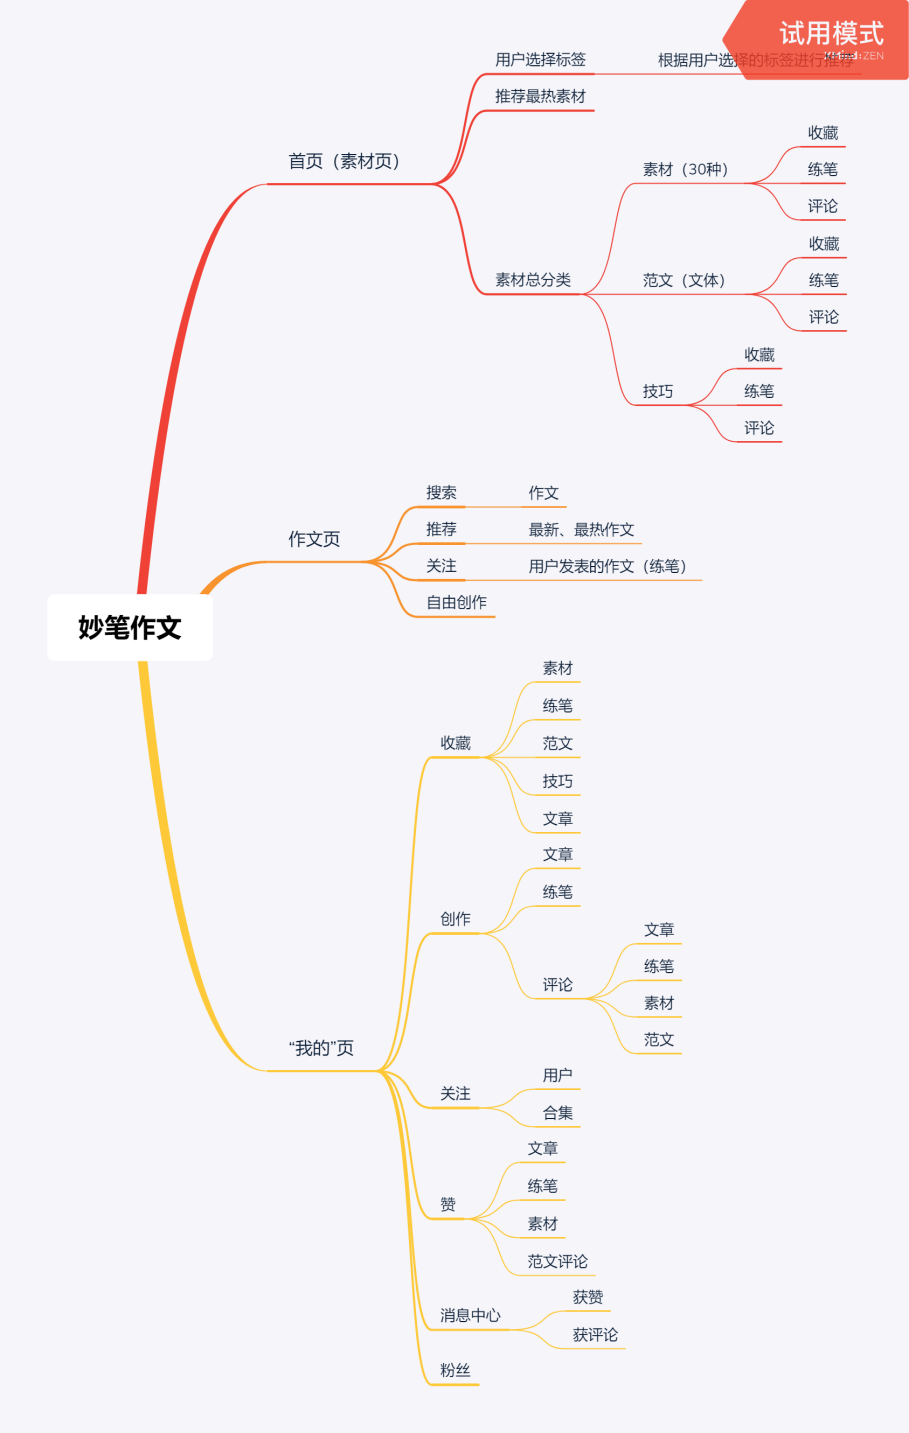 试用模式
用户选择标签
根据用户选择的标签进行推荐
推荐最热素材
首页（素材页）
素材总分类
素材（30种）
收藏
练笔
评论
范文（文体）
收藏
练笔
评论
技巧
收藏
练笔
评论
作文页
搜索
作文
推荐
最新、最热作文
关注
用户发表的作文（练笔）
自由创作
妙笔作文
“我的”页
收藏
素材
练笔
范文
技巧
文章
创作
文章
练笔
评论
文章
练笔
素材
范文
关注
用户
合集
赞
文章
练笔
素材
范文评论
消息中心
获赞
获评论
粉丝